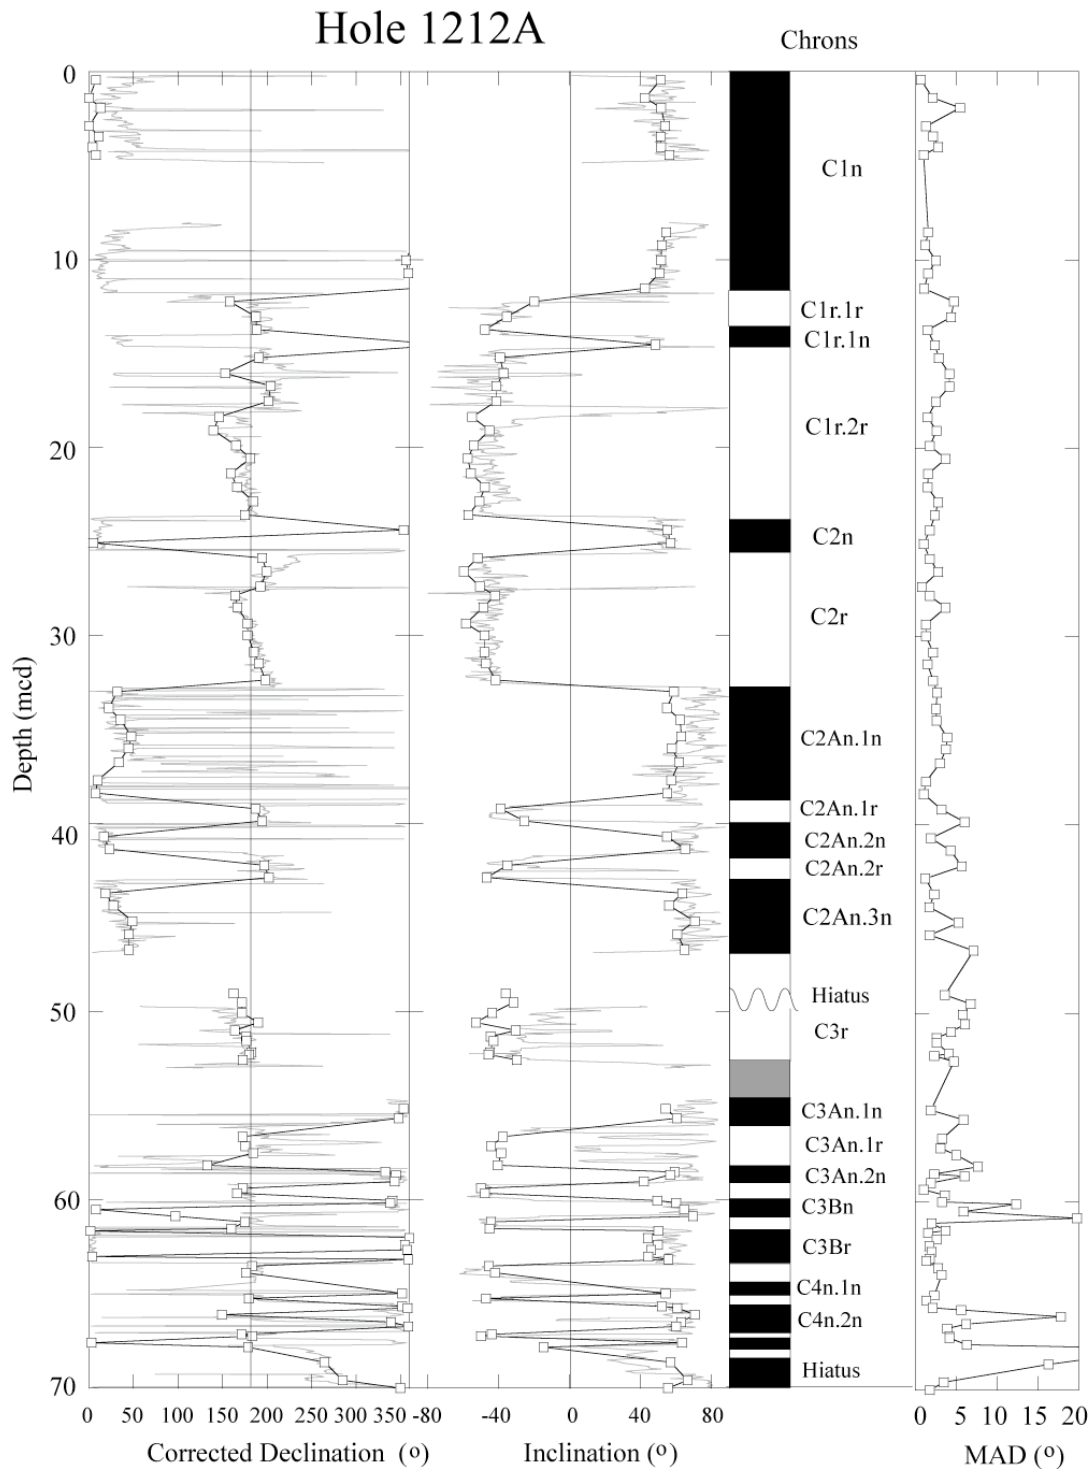 Hole 1212A
Chrons
0
C1n
10
C1r.1r
C1r.1n
C1r.2r
20
C2n
C2r
30
Depth (mcd)
C2An.1n
C2An.1r
40
C2An.2n
C2An.2r
C2An.3n
Hiatus
50
C3r
C3An.1n
C3An.1r
C3An.2n
60
C3Bn
C3Br
C4n.1n
C4n.2n
Hiatus
70
0 50 100 150 200 250 300 350 -80 -40 0 40 80 0 5 10 15 20
Corrected Declination (o) Inclination (o) MAD (o)